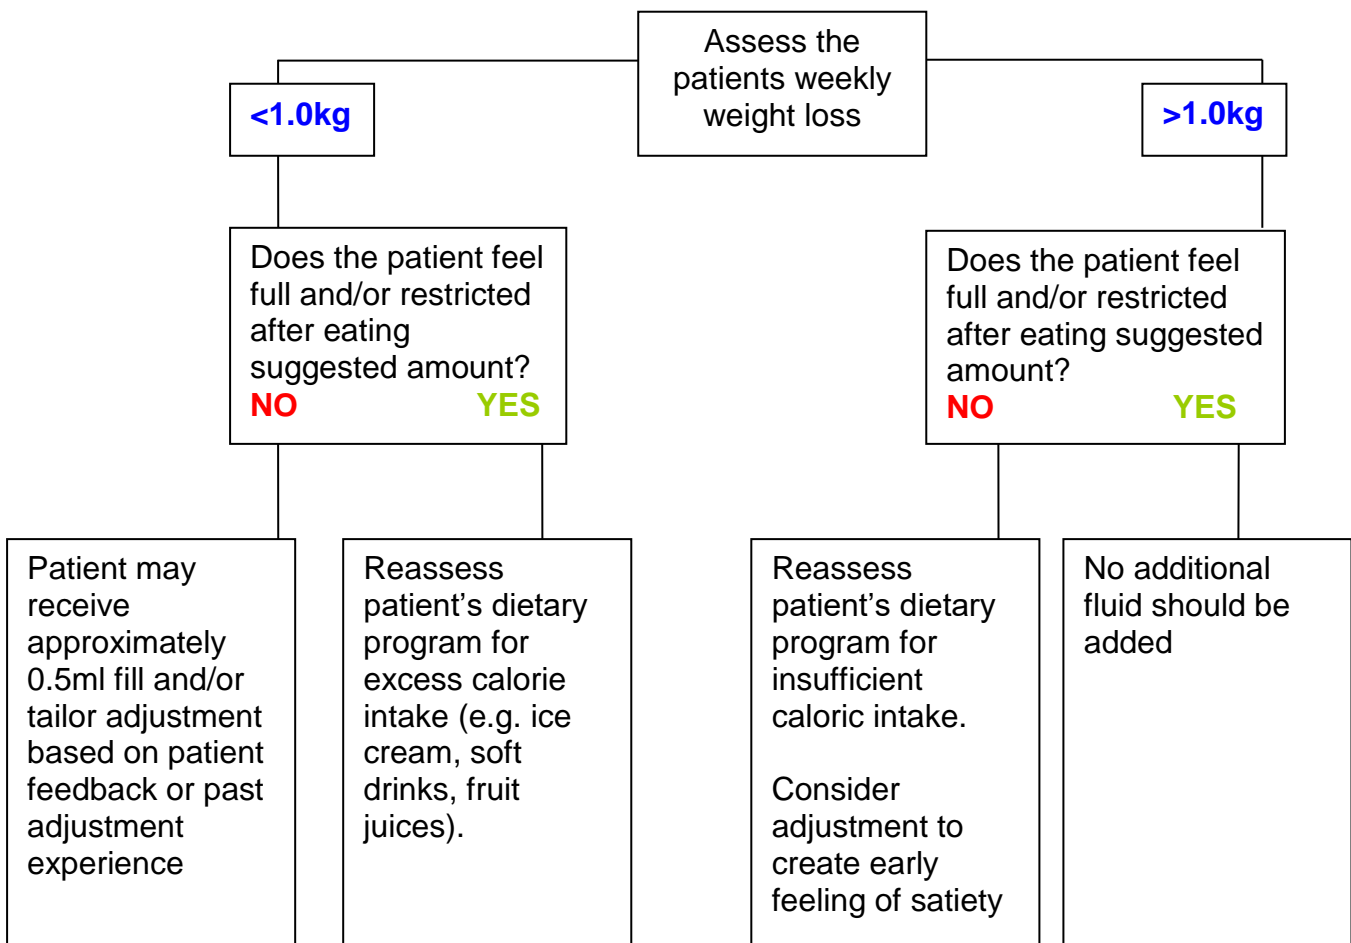 Assess the
patients weekly
weight loss
<1.0kg
>1.0kg
Does the patient feel
full and/or restricted
after eating
suggested amount?
NO YES
Does the patient feel
full and/or restricted
after eating suggested
amount?
NO YES
Patient may
receive
approximately
0.5ml fill and/or
tailor adjustment
based on patient
feedback or past
adjustment
experience
Reassess
patient’s dietary
program for
excess calorie
intake (e.g. ice
cream, soft
drinks, fruit
juices).
Reassess
patient’s dietary
program for
insufficient
caloric intake.
Consider
adjustment to
create early
feeling of satiety
No additional
fluid should be
added